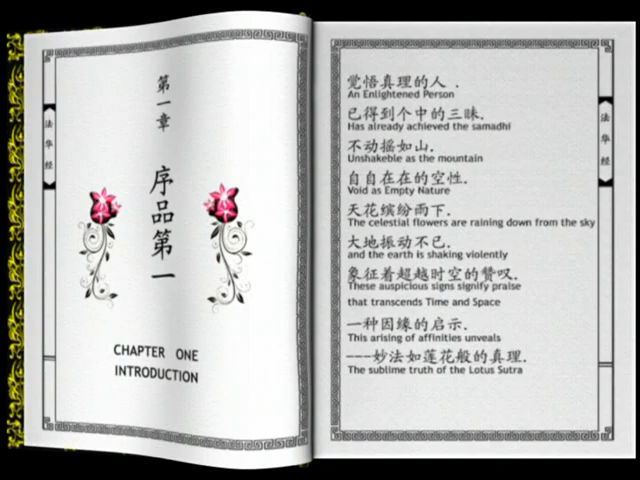 法华经
第一章
序品第一
CHAPTER ONE
INTRODUCTION
觉悟真理的人 .
An Enlightened Person
已得到个中的三昧.
Has already achieved the samadhi
不动摇如山.
Unshakeble as the mountain
自自在在的空性.
Void as Empty Nature
天花缤纷雨下.
The celestial flowers are raining down from the sky
大地振动不已.
and the earth is shaking violently
象征着超越时空的赞叹.
These auspicious signs signify praise
that transcends Time and Space
一种因缘的启示.
This arising of affinities unveals
---妙法如莲花般的真理.
The sublime truth of the Lotus Sutra
法华经